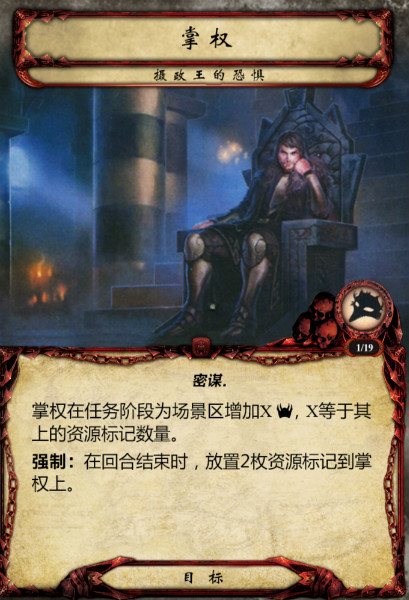 掌权
摄政王的恐惧
1/19
密谋.
掌权在任务阶段为场景区增加X , X等于其
上的资源标记数量。
强制：在回合结束时，放置2枚资源标记到掌
权上。
目标